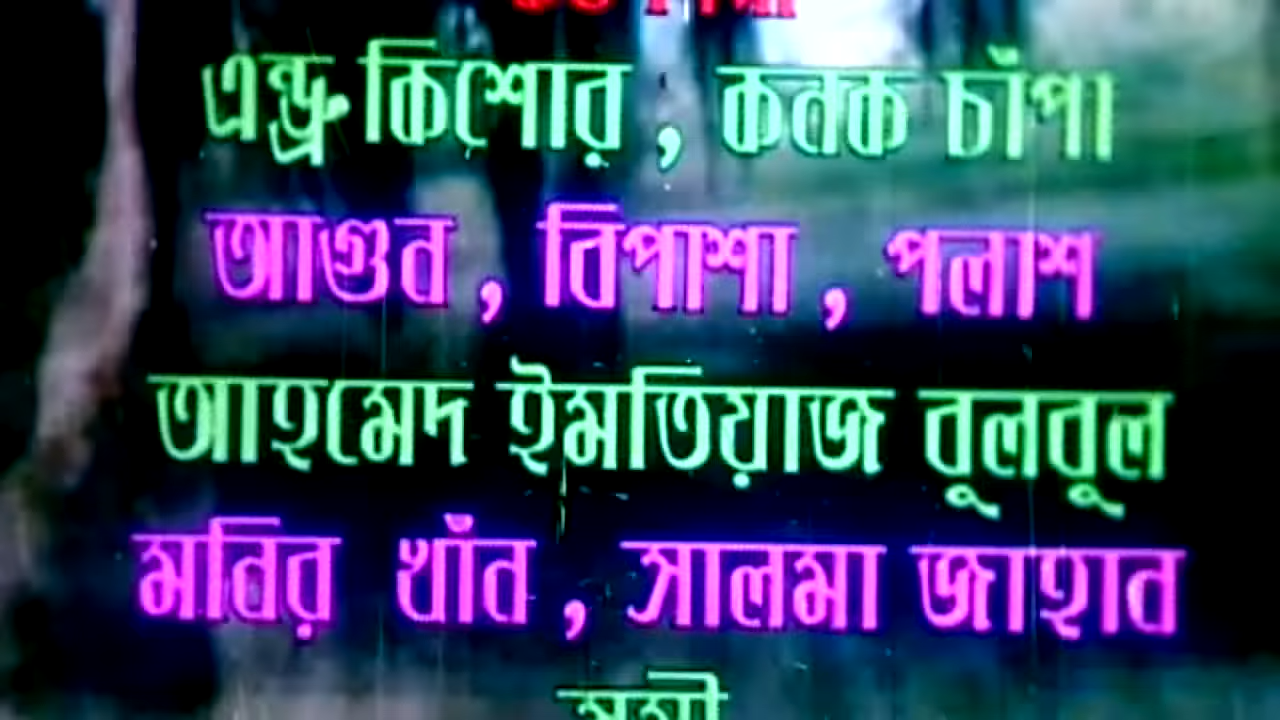 এন্ড্রু কিশোর , কনক চাঁপা
আগুন , বিপাশা , পলাশ
আহমেদ ইমতিয়াজ বুলবুল
মনির খাঁন , সালমা জাহান